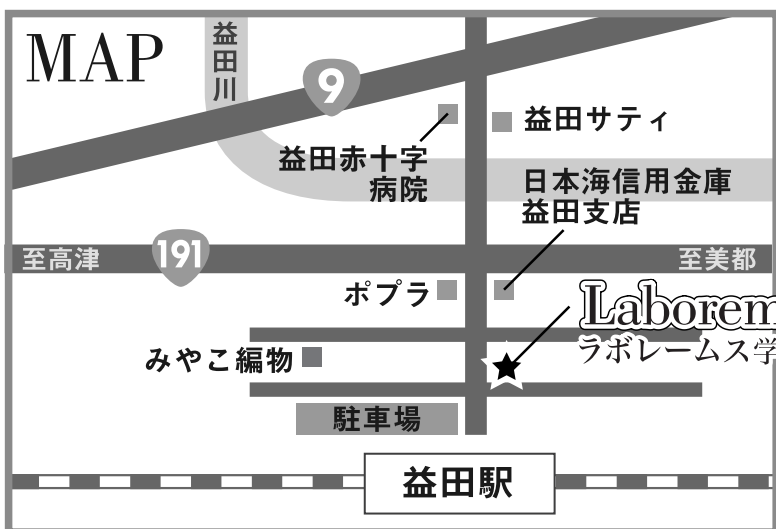 MAP
益田川
9
益田サティ
益田赤十字
病院
日本海信用金庫
益田支店
191
至高津
至美都
ポプラ
Laborem
ラボレームス学
みやこ編物
駐車場
益田駅